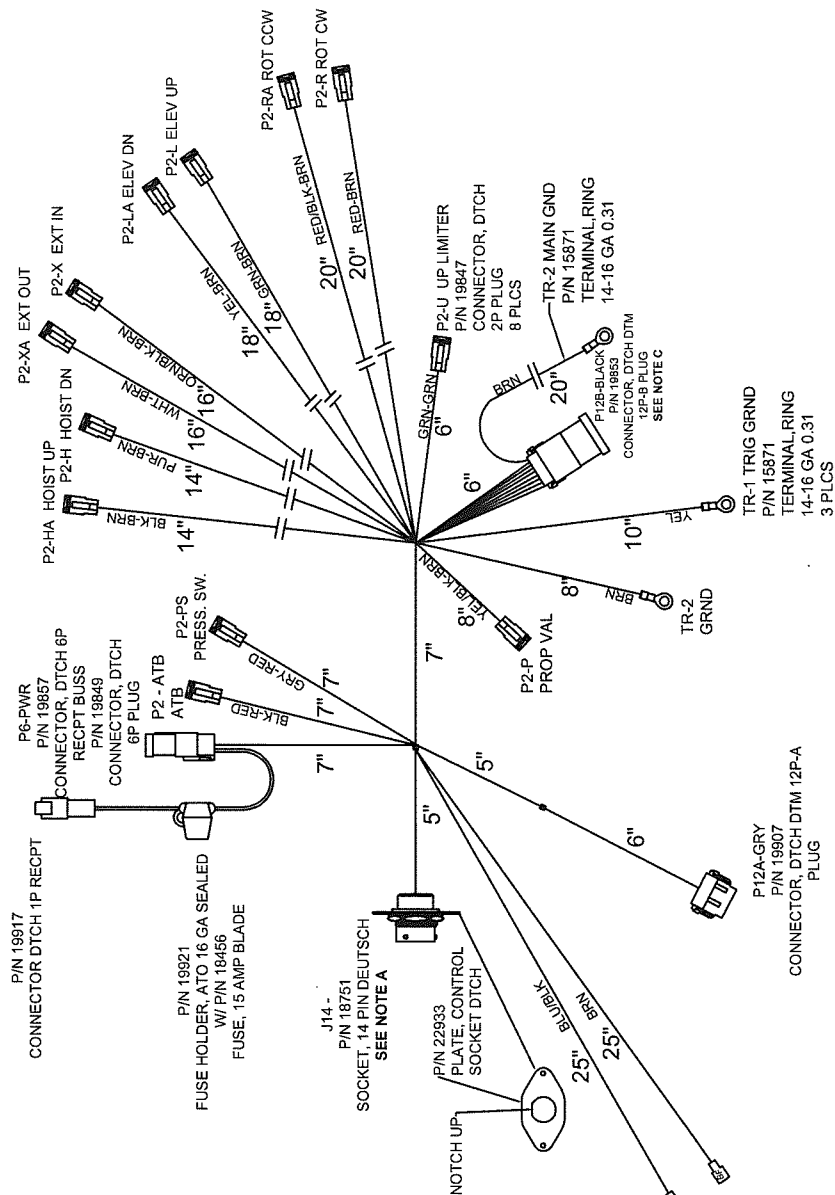 P/N 19917
CONNECTOR DTCH 1P RECPT
P6-PWR
P/N 19857
CONNECTOR, DTCH 6P
RECPT BUSS
P/N 19849
CONNECTOR, DTCH
6P PLUG
P/N 19921
FUSE HOLDER, ATO 16 GA SEALED
W/ P/N 18456
FUSE, 15 AMP BLADE
P2 - ATB
ATB
BLK-RED
7"
7"
P2-PS
PRESS. SW.
GRY-RED
7"
P2-HA HOIST UP
BLK-BRN
14"
P2-H HOIST DN
PUR-BRN
14"
P2-XA EXT OUT
WHT-BRN
16"
P2-X EXT IN
ORN/BLK-BRN
16"
P2-LA ELEV DN
YEL-BRN
18"
P2-L ELEV UP
GRN-BRN
18"
P2-RA ROT CCW
RED/BLK-BRN
20"
P2-R ROT CW
RED-BRN
20"
P2-U UP LIMITER
P/N 19847
CONNECTOR, DTCH
2P PLUG
8 PLCS
GRN-GRN
6"
TR-2 MAIN GND
P/N 15871
TERMINAL,RING
14-16 GA 0.31
BRN
20"
P12B-BLACK
P/N 19853
CONNECTOR, DTCH DTM
12P-B PLUG
SEE NOTE C
6"
TR-1 TRIG GRND
P/N 15871
TERMINAL,RING
14-16 GA 0.31
3 PLCS
YEL
10"
TR-2
GRND
BRN
8"
P2-P
PROP VAL
YEL/BLK-BRN
8"
7"
J14 -
P/N 18751
SOCKET, 14 PIN DEUTSCH
SEE NOTE A
5"
P/N 22933
PLATE, CONTROL
SOCKET DTCH
NOTCH UP
5"
6"
P12A-GRY
P/N 19907
CONNECTOR, DTCH DTM 12P-A
PLUG
BLU/BLK
25"
BRN
25"